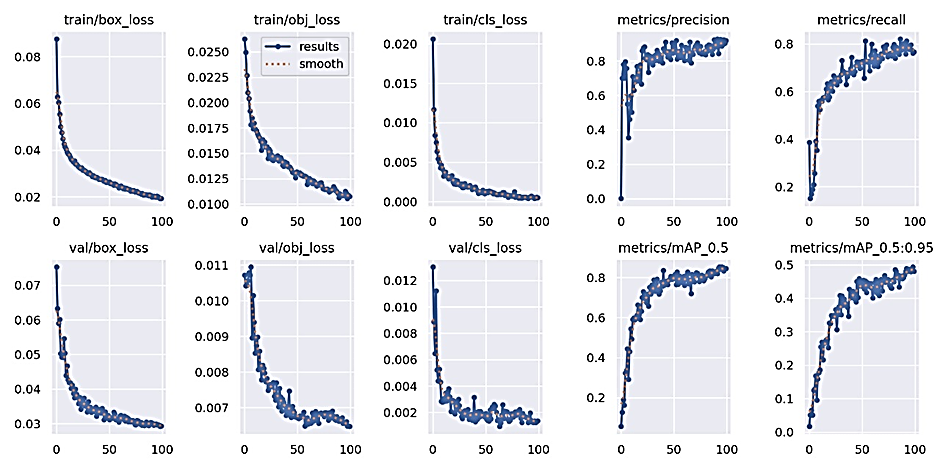 train/box_loss
0.08
0.06
0.04
0.02
0 50 100
train/obj_loss
results
smooth
0.0250
0.0225
0.0200
0.0175
0.0150
0.0125
0.0100
0 50 100
train/cls_loss
0.020
0.015
0.010
0.005
0.000
0 50 100
metrics/precision
0.8
0.6
0.4
0.2
0.0
0 50 100
metrics/recall
0.8
0.6
0.4
0.2
0 50 100
val/box_loss
0.07
0.06
0.05
0.04
0.03
0 50 100
val/obj_loss
0.011
0.010
0.009
0.008
0.007
0 50 100
val/cls_loss
0.012
0.010
0.008
0.006
0.004
0.002
0 50 100
metrics/mAP_0.5
0.8
0.6
0.4
0.2
0 50 100
metrics/mAP_0.5:0.95
0.5
0.4
0.3
0.2
0.1
0.0
0 50 100